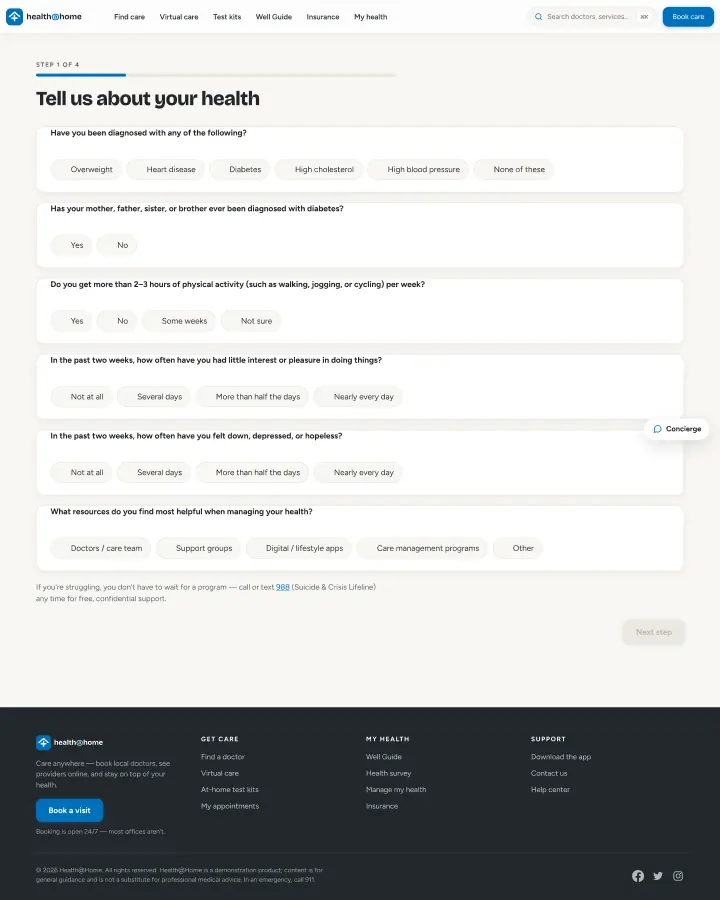 health@home
Find care
Virtual care
Test kits
Well Guide
Insurance
My health
Search doctors, services...
⌘K
Book care
STEP 1 OF 4
Tell us about your health
Have you been diagnosed with any of the following?
Overweight
Heart disease
Diabetes
High cholesterol
High blood pressure
None of these
Has your mother, father, sister, or brother ever been diagnosed with diabetes?
Yes
No
Do you get more than 2–3 hours of physical activity (such as walking, jogging, or cycling) per week?
Yes
No
Some weeks
Not sure
In the past two weeks, how often have you had little interest or pleasure in doing things?
Not at all
Several days
More than half the days
Nearly every day
Concierge
In the past two weeks, how often have you felt down, depressed, or hopeless?
Not at all
Several days
More than half the days
Nearly every day
What resources do you find most helpful when managing your health?
Doctors / care team
Support groups
Digital / lifestyle apps
Care management programs
Other
If you're struggling, you don't have to wait for a program — call or text 988 (Suicide & Crisis Lifeline)
any time for free, confidential support.
Next step
health@home
Care anywhere — book local doctors, see
providers online, and stay on top of your
health.
Book a visit
Booking is open 24/7 — most offices aren't.
GET CARE
Find a doctor
Virtual care
At-home test kits
My appointments
MY HEALTH
Well Guide
Health survey
Manage my health
Insurance
SUPPORT
Download the app
Contact us
Help center
© 2026 Health@Home. All rights reserved. Health@Home is a demonstration product; content is for
general guidance and is not a substitute for professional medical advice. In an emergency, call 911.